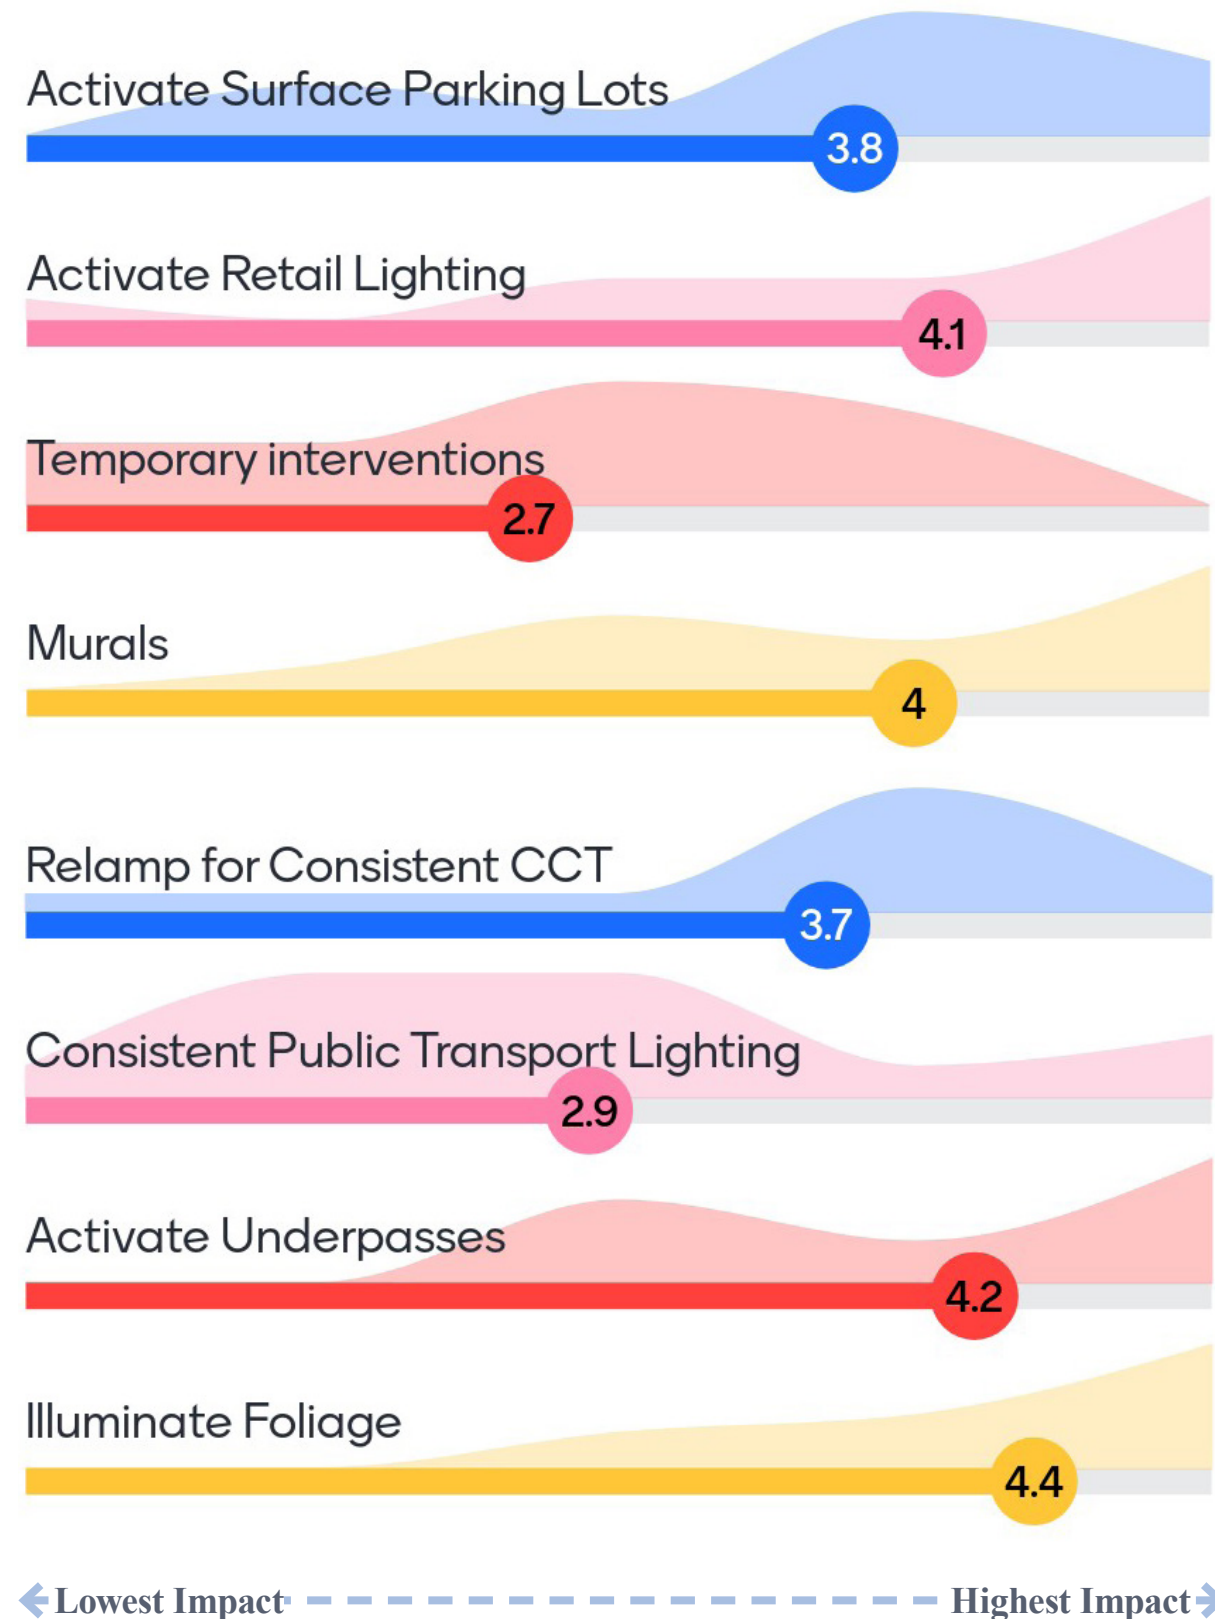 Activate Surface Parking Lots
3.8
Activate Retail Lighting
4.1
Temporary interventions
2.7
Murals
4
Relamp for Consistent CCT
3.7
Consistent Public Transport Lighting
2.9
Activate Underpasses
4.2
Illuminate Foliage
4.4
Lowest Impact Highest Impact